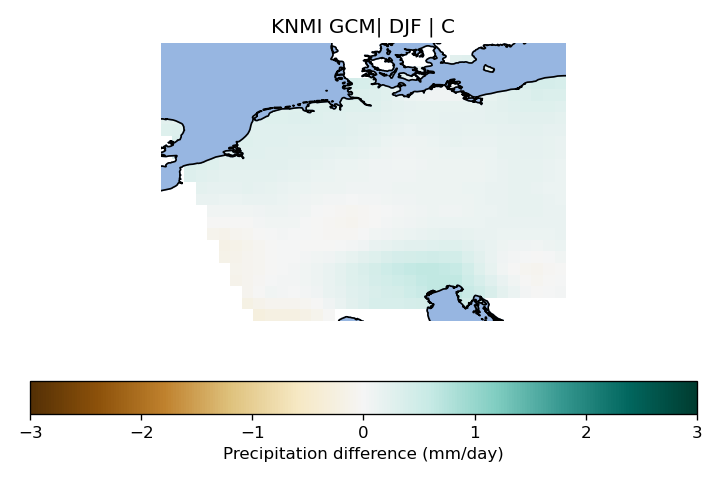 KNMI GCM| DJF | C
−3 −2 −1 0 1 2 3
Precipitation difference (mm/day)